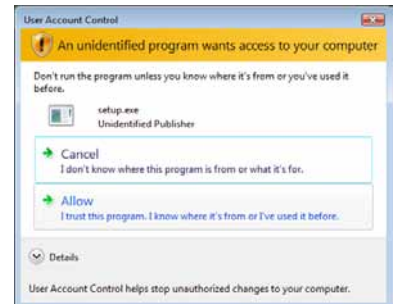 User Account Control
An unidentified program wants access to your computer
Don't run the program unless you know where it's from or you've used it
before.
setup.exe
Unidentified Publisher
Cancel
I don't know where this program is from or what it's for.
Allow
I trust this program. I know where it's from or I've used it before.
Details
User Account Control helps stop unauthorized changes to your computer.